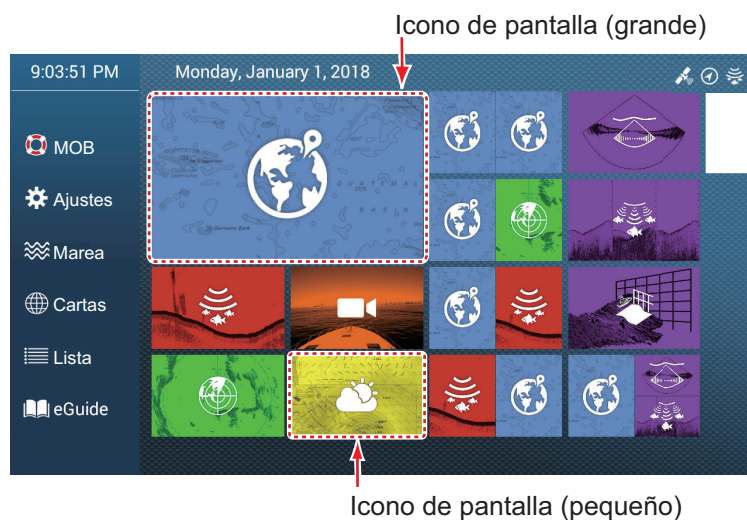 Icono de pantalla (grande)
9:03:51 PM
Monday, January 1, 2018
MOB
Ajustes
Marea
Cartas
Lista
eGuide
GUATEMAL
Icono de pantalla (pequeño)